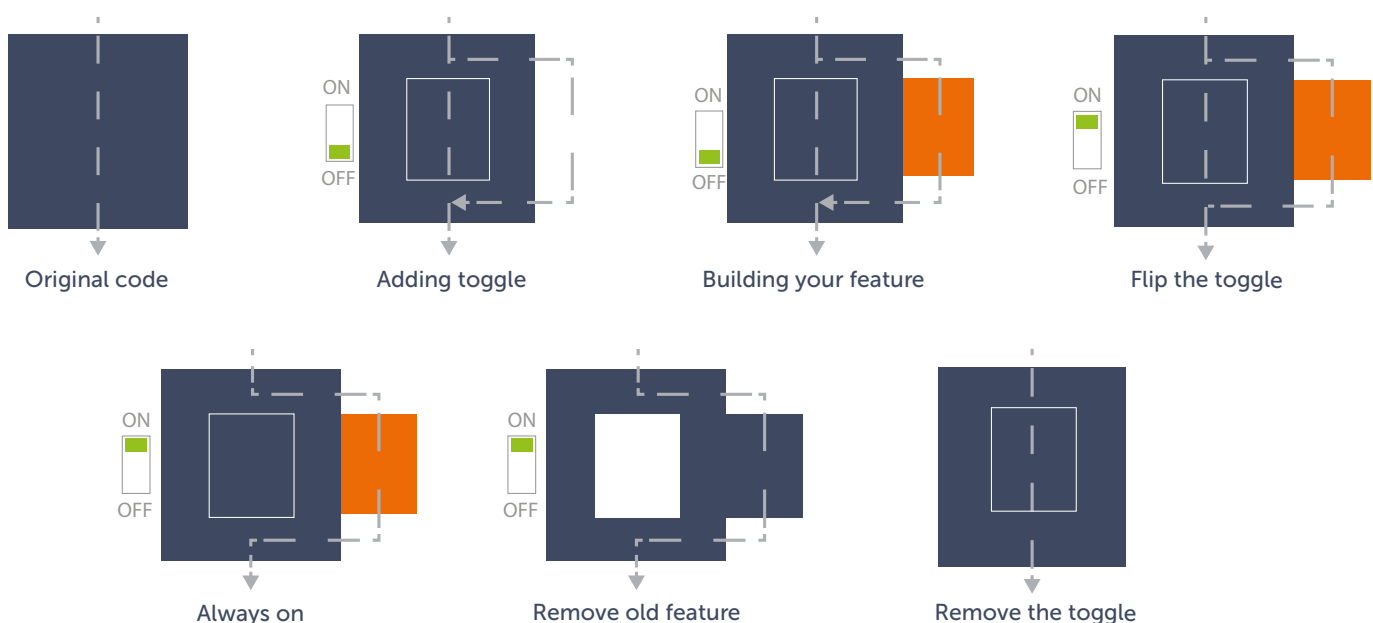 ON
OFF
ON
OFF
ON
OFF
Original code
Adding toggle
Building your feature
Flip the toggle
ON
OFF
ON
OFF
Always on
Remove old feature
Remove the toggle